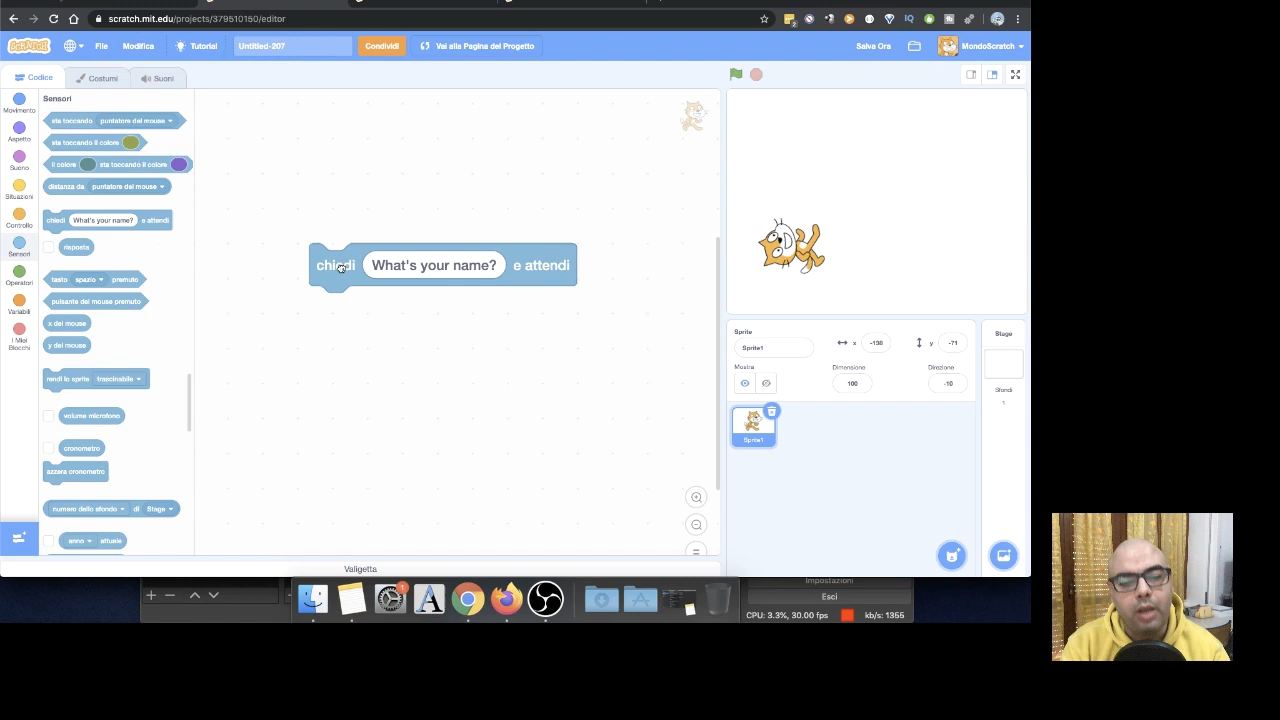 scratch.mit.edu/projects/379510150/editor
SCRATCH
File
Modifica
Tutorial
Untitled-207
Condividi
Vai alla Pagina del Progetto
Salva Ora
MondoScratch
Codice
Costumi
Suoni
Movimento
Aspetto
Suono
Situazioni
Controllo
Sensori
Operatori
Variabili
I Miei
Blocchi
Sensori
sta toccando puntatore del mouse
sta toccando il colore
il colore sta toccando il colore
distanza da puntatore del mouse
chiedi What's your name? e attendi
risposta
tasto spazio premuto
pulsante del mouse premuto
x del mouse
y del mouse
rendi lo sprite trascinabile
volume microfono
cronometro
azzera cronometro
numero dello sfondo di Stage
anno attuale
chiedi What's your name? e attendi
Valigetta
Sprite
Sprite1
x -138
y -71
Mostra
Dimensione
100
Direzione
-10
Sprite1
Stage
Sfondi
1
Impostazioni
Esci
CPU: 3.3%, 30.00 fps
kb/s: 1355